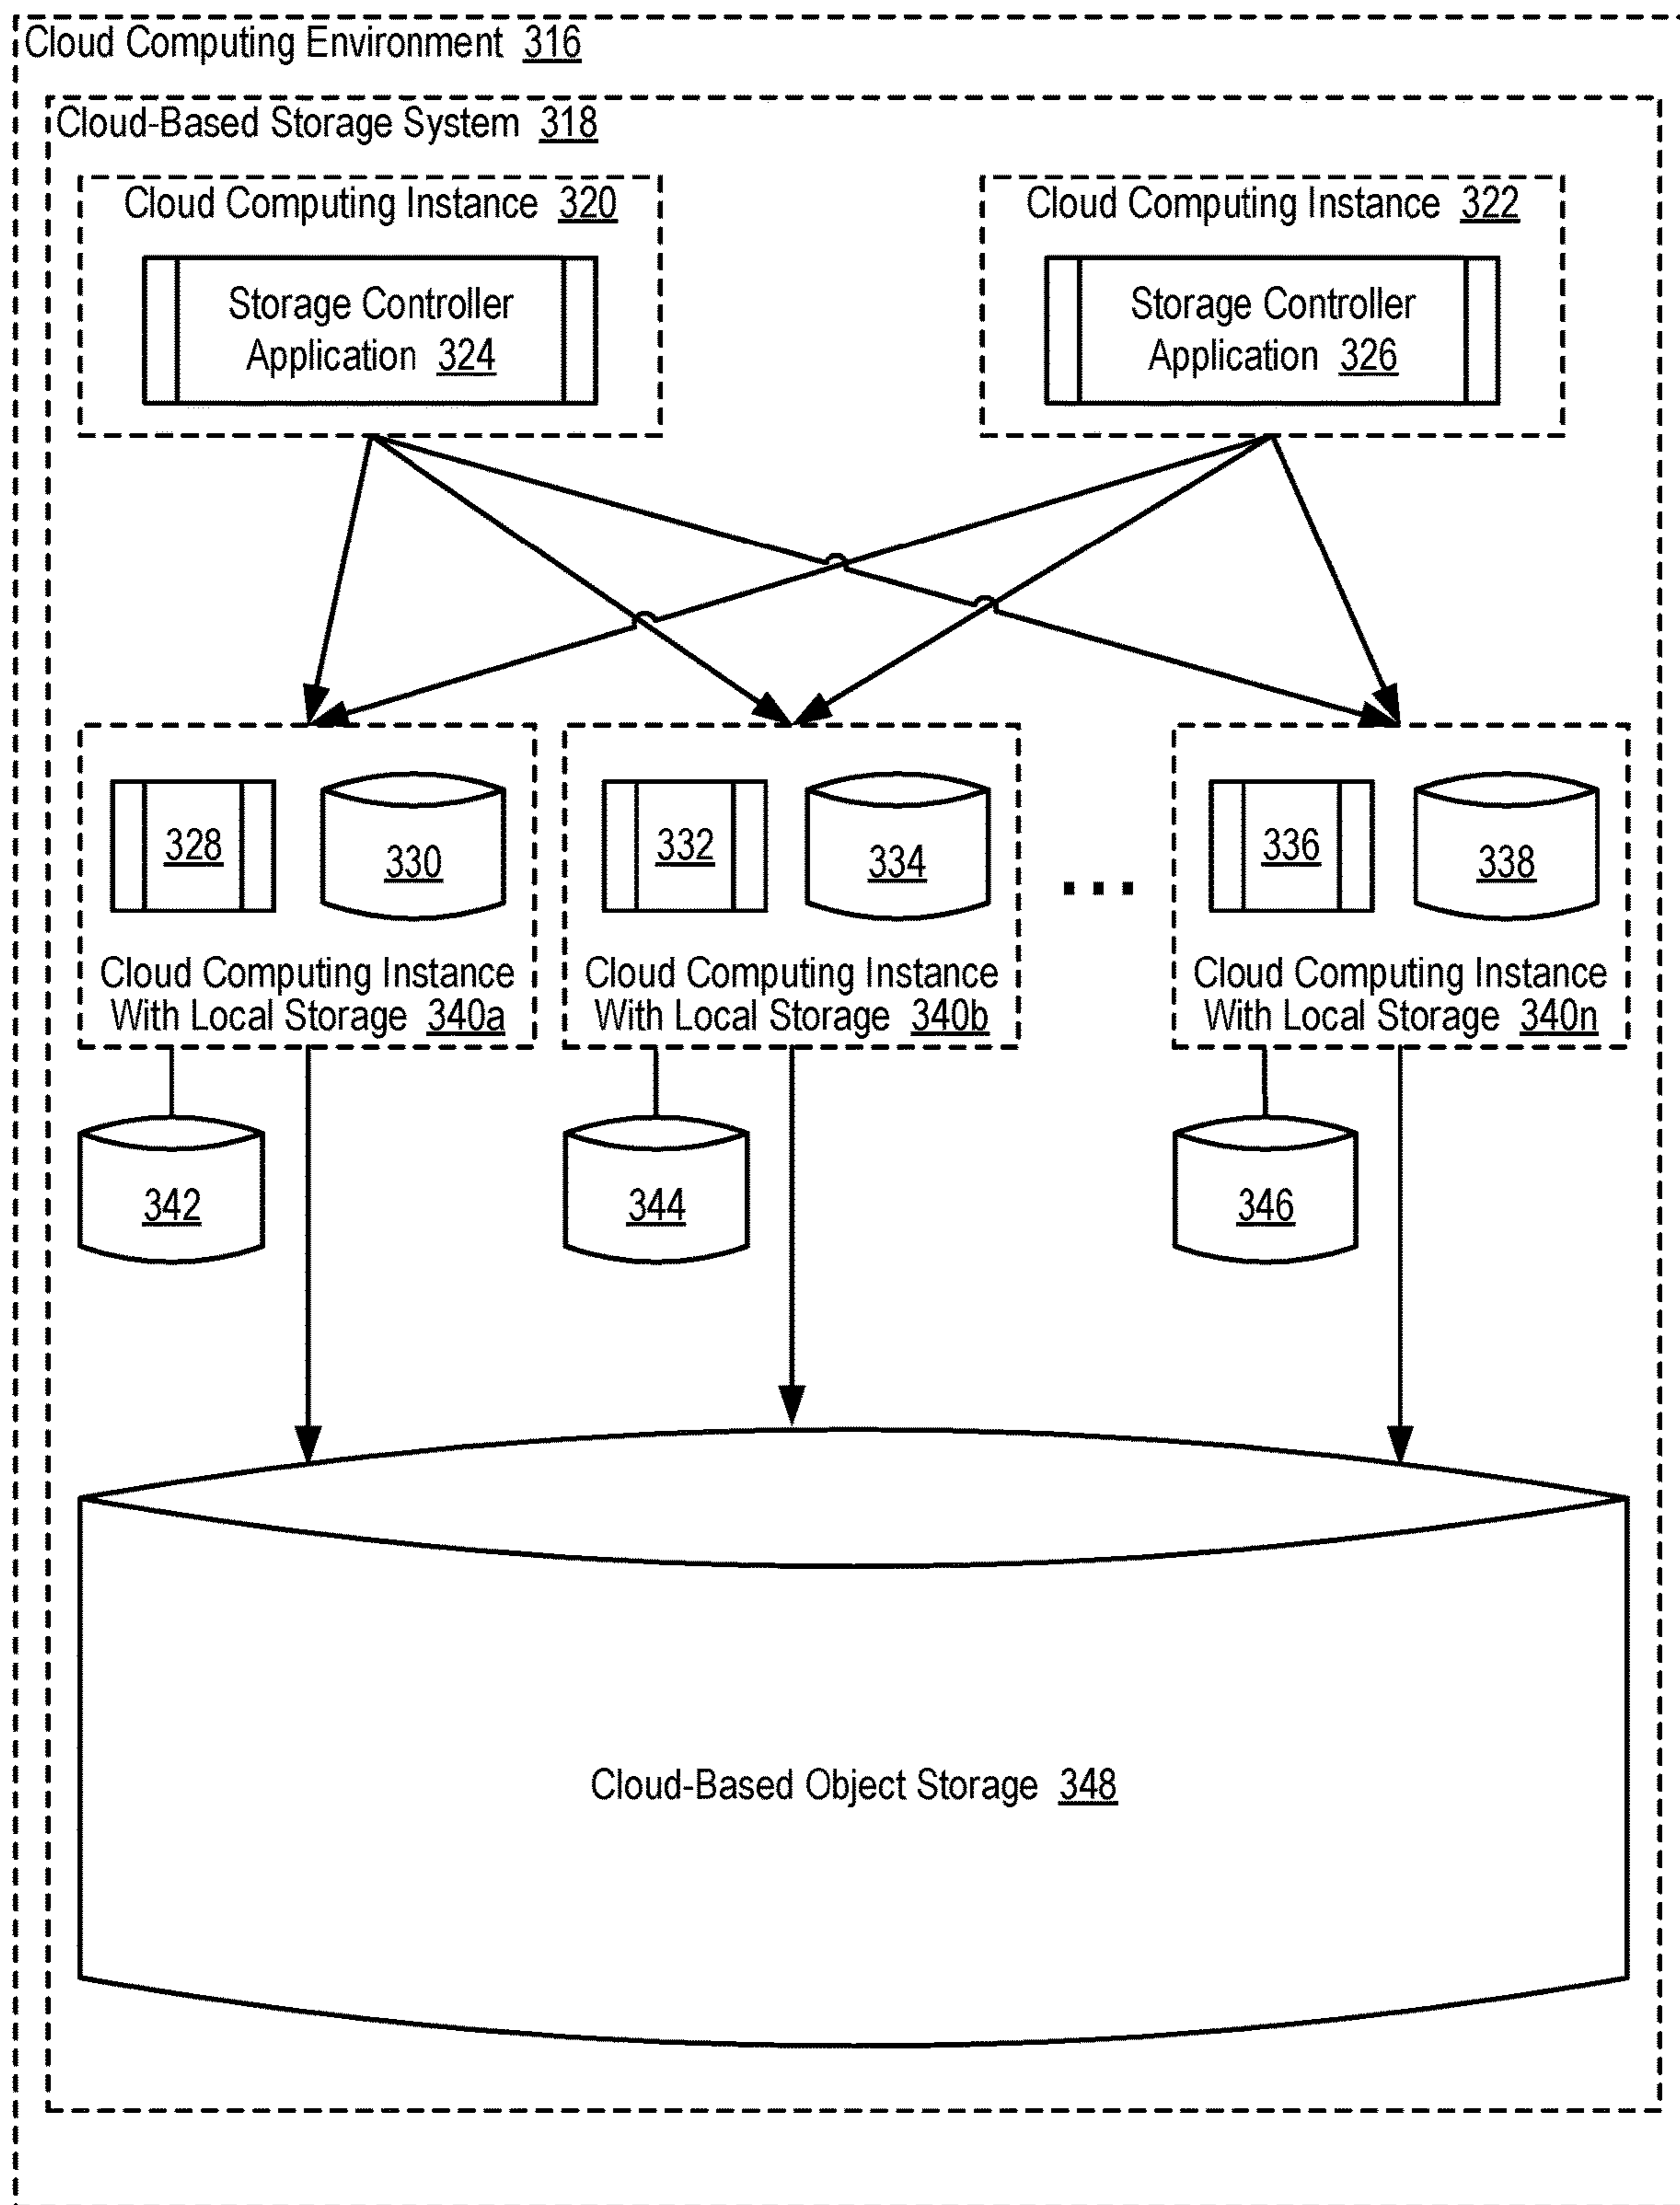 Cloud Computing Environment 316
Cloud-Based Storage System 318
Cloud Computing Instance 320
Storage Controller
Application 324
Cloud Computing Instance 322
Storage Controller
Application 326
328
330
Cloud Computing Instance
With Local Storage 340a
332
334
Cloud Computing Instance
With Local Storage 340b
...
336
338
Cloud Computing Instance
With Local Storage 340n
342
344
346
Cloud-Based Object Storage 348